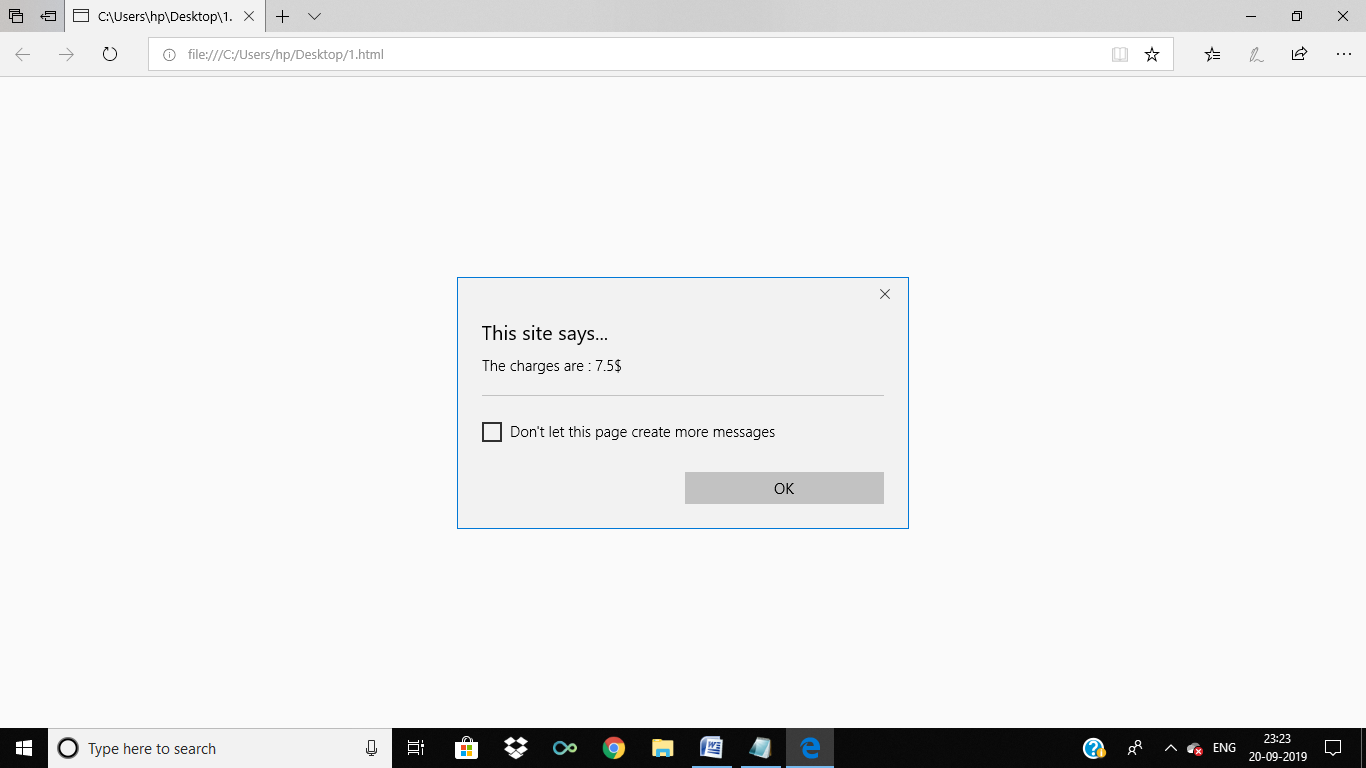 C:\Users\hp\Desktop\1.
file:///C:/Users/hp/Desktop/1.html
This site says...
The charges are : 7.5$
Don't let this page create more messages
OK
Type here to search
ENG
23:23
20-09-2019